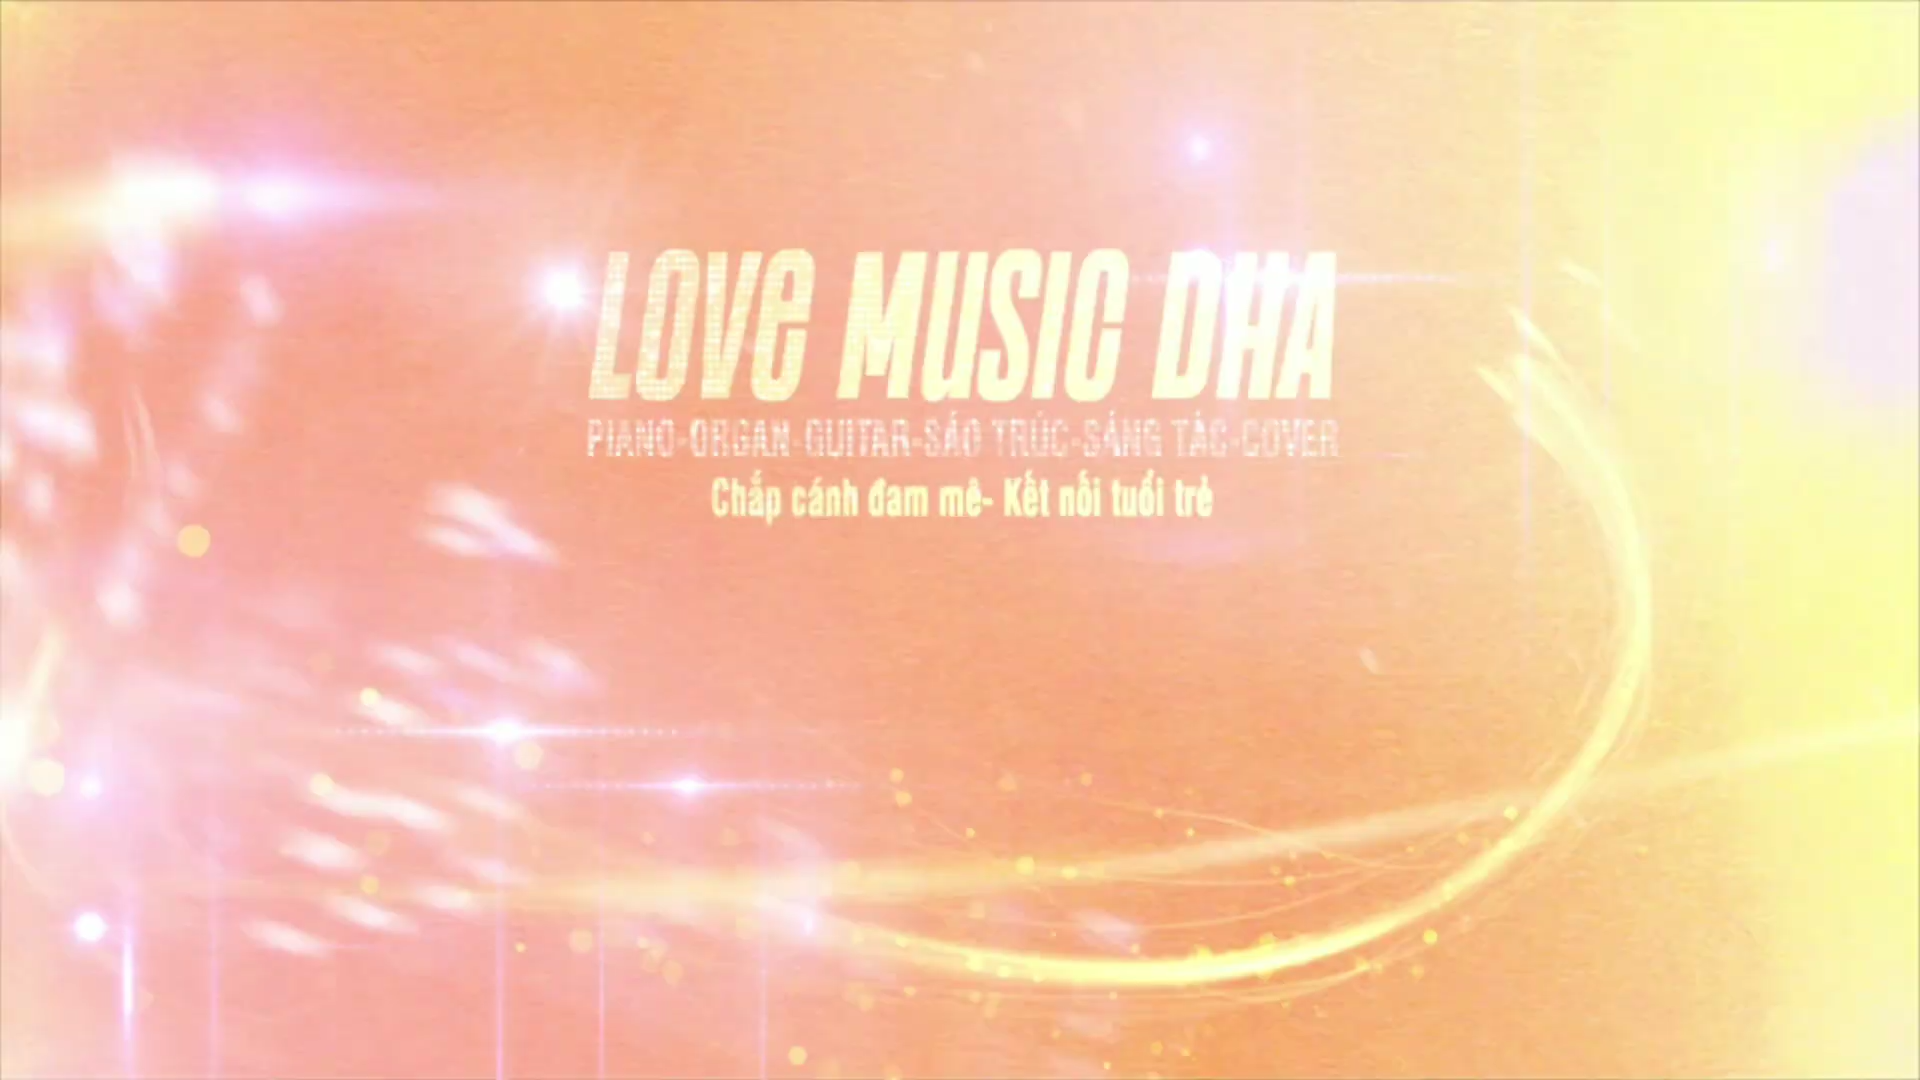 LOVE MUSIC DHA
PIANO-ORGAN-GUITAR-SÁO TRÚC-SÁNG TÁC-COVER
Chắp cánh đam mê- Kết nối tuổi trẻ